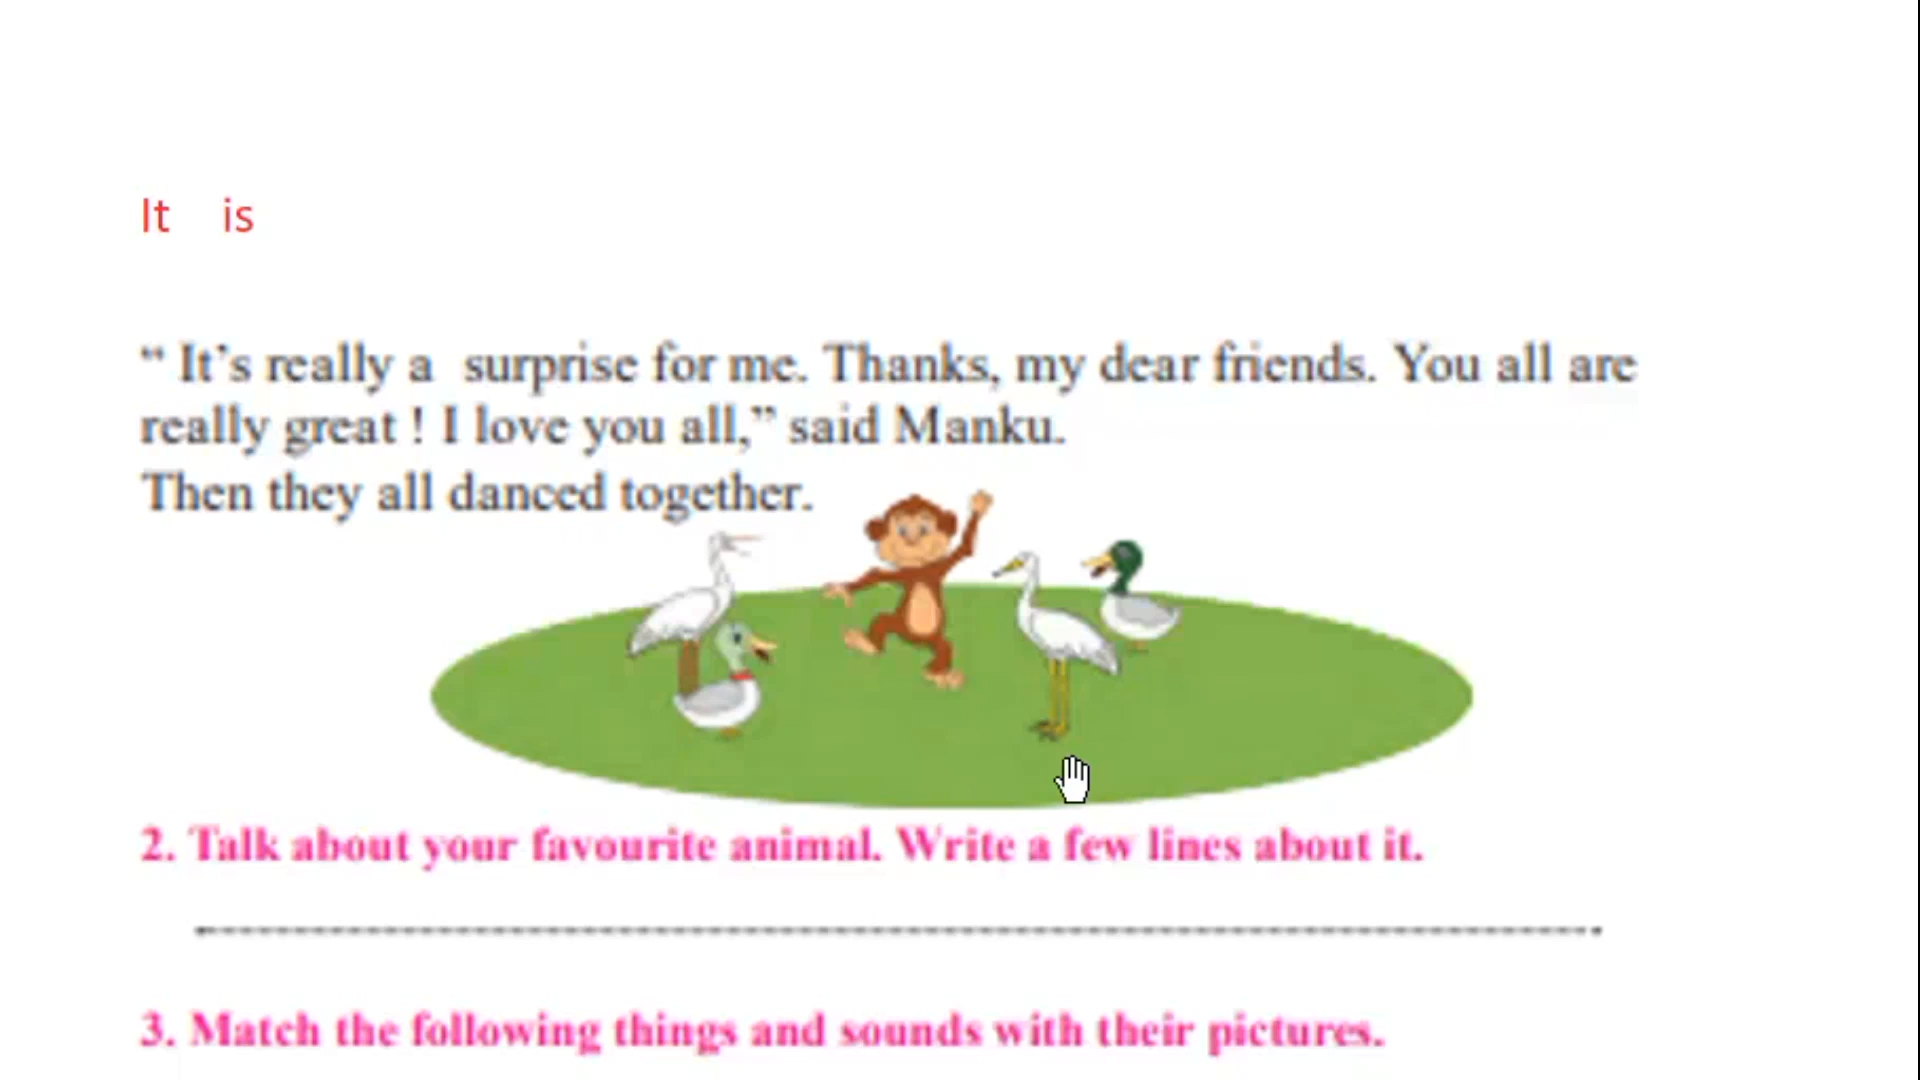 It is
“ It’s really a surprise for me. Thanks, my dear friends. You all are
really great ! I love you all,” said Manku.
Then they all danced together.
2. Talk about your favourite animal. Write a few lines about it.
3. Match the following things and sounds with their pictures.